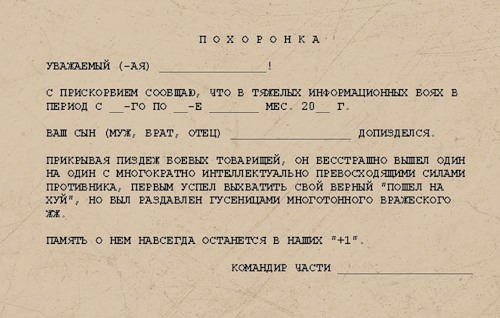 П О Х О Р О Н К А
УВАЖАЕМЫЙ (-АЯ) ________________!
С ПРИСКОРБИЕМ СООБЩАЮ, ЧТО В ТЯЖЕЛЫХ ИНФОРМАЦИОННЫХ БОЯХ В
ПЕРИОД С __-ГО ПО __-Е _______ МЕС. 20__ Г.
ВАШ СЫН (МУЖ, БРАТ, ОТЕЦ) __________________ ДОПИЗДЕЛСЯ.
ПРИКРЫВАЯ ПИЗДЕЖ БОЕВЫХ ТОВАРИЩЕЙ, ОН БЕССТРАШНО ВЫШЕЛ ОДИН
НА ОДИН С МНОГОКРАТНО ИНТЕЛЛЕКТУАЛЬНО ПРЕВОСХОДЯЩИМИ СИЛАМИ
ПРОТИВНИКА, ПЕРВЫМ УСПЕЛ ВЫХВАТИТЬ СВОЙ ВЕРНЫЙ "ПОШЕЛ НА
ХУЙ", НО БЫЛ РАЗДАВЛЕН ГУСЕНИЦАМИ МНОГОТОННОГО ВРАЖЕСКОГО
ЖЖ.
ПАМЯТЬ О НЕМ НАВСЕГДА ОСТАНЕТСЯ В НАШИХ "+1".
КОМАНДИР ЧАСТИ ____________________